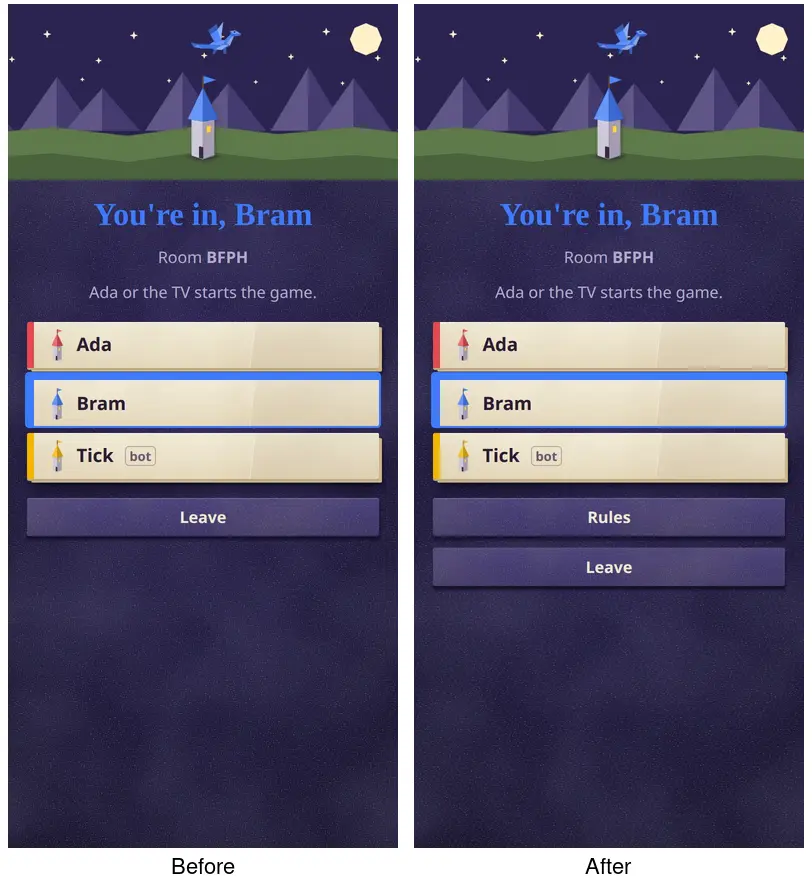 You're in, Bram
Room BFPH
Ada or the TV starts the game.
Ada
Bram
Tick bot
Leave
Before
You're in, Bram
Room BFPH
Ada or the TV starts the game.
Ada
Bram
Tick bot
Rules
Leave
After